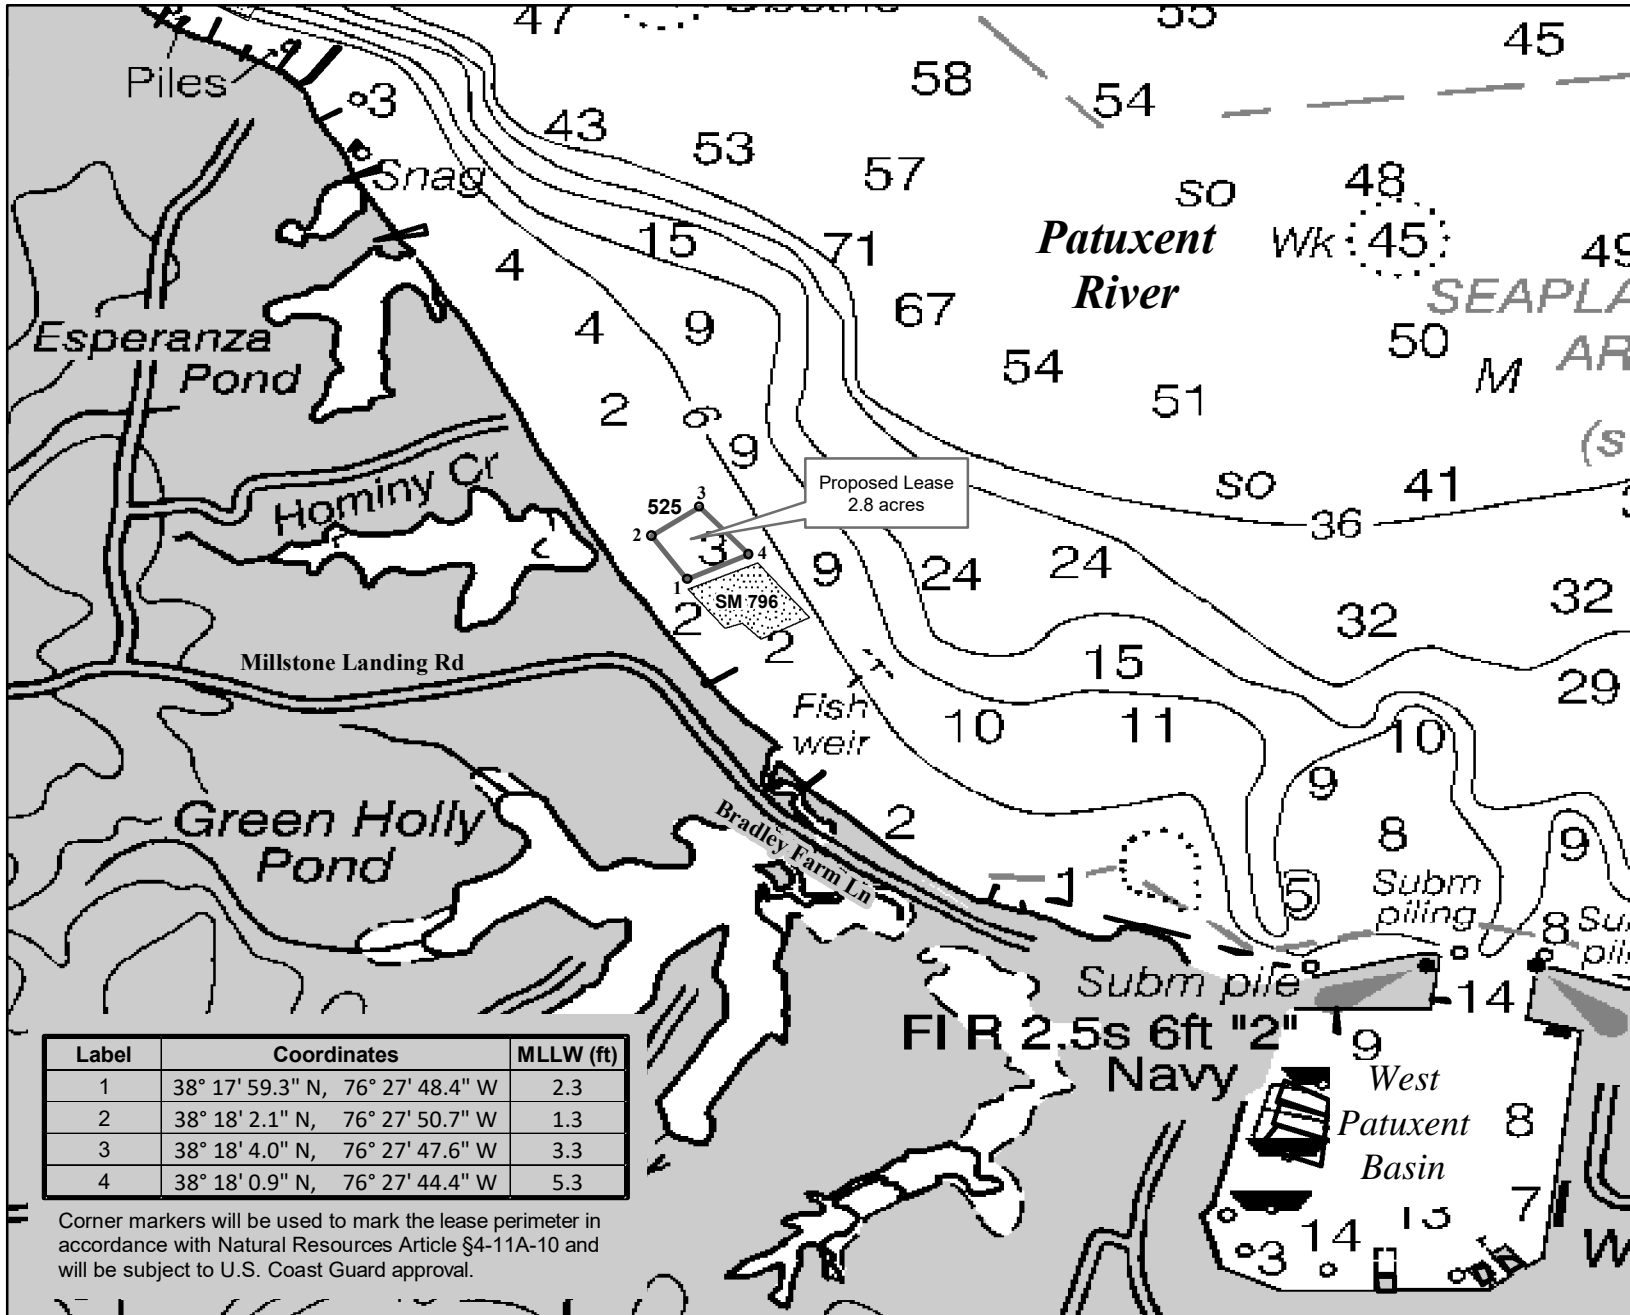 47
55
45
Piles
3
58
54
43
53
57
Snag
so
48
4
15
71
Patuxent
River
Wk
45
49
67
SEAPLA
4
9
50
AR
Esperanza
Pond
54
M
51
2
6
9
(s
Proposed Lease
2.8 acres
so
41
Hominy Cr
525
3
2
3
4
1
36
9
24
24
SM 796
2
2
32
32
Millstone Landing Rd
15
29
Fish
weir
10
11
10
9
Green Holly
Pond
Bradley Farm Ln
2
8
9
1
5
Subm
piling
8
Subm pile
14
Fl R 2.5s 6ft "2"
Navy
9
West
Patuxent
Basin
8
7
13
14
3
W
Label Coordinates MLLW (ft)
1 38° 17' 59.3" N, 76° 27' 48.4" W 2.3
2 38° 18' 2.1" N, 76° 27' 50.7" W 1.3
3 38° 18' 4.0" N, 76° 27' 47.6" W 3.3
4 38° 18' 0.9" N, 76° 27' 44.4" W 5.3
Corner markers will be used to mark the lease perimeter in
accordance with Natural Resources Article §4-11A-10 and
will be subject to U.S. Coast Guard approval.